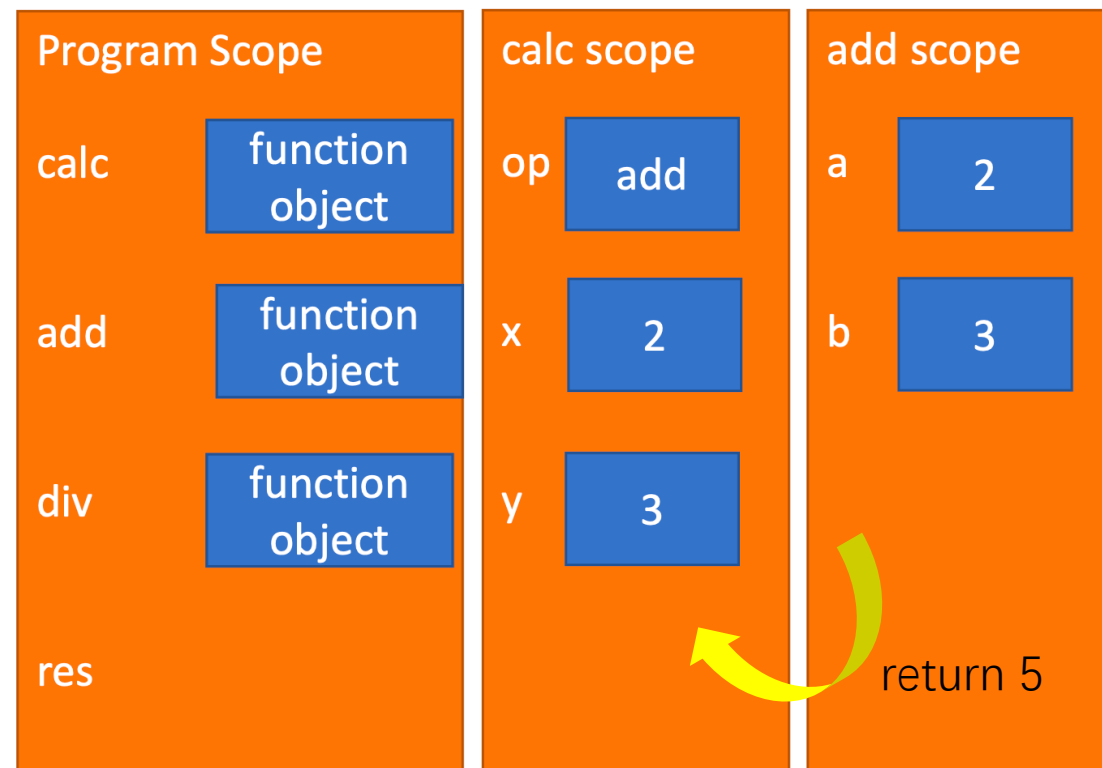 Program Scope
calc
function
object
add
function
object
div
function
object
res
calc scope
op
add
x
2
y
3
add scope
a
2
b
3
return 5